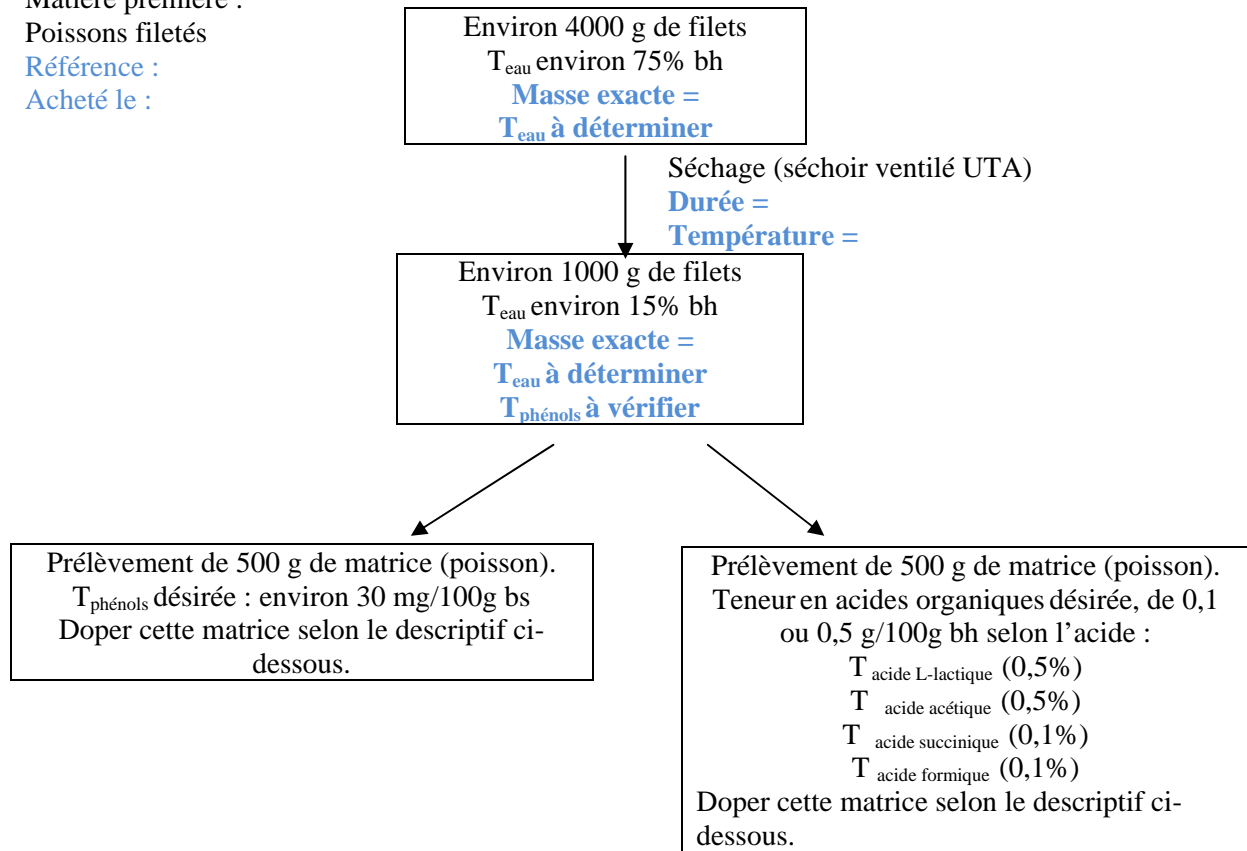 Matière première :
Poissons filetés
Référence :
Acheté le :
Environ 4000 g de filets
Teau environ 75% bh
Masse exacte =
Teau à déterminer
Séchage (séchoir ventilé UTA)
Durée =
Température =
Environ 1000 g de filets
Teau environ 15% bh
Masse exacte =
Teau à déterminer
Tphénols à vérifier
Prélèvement de 500 g de matrice (poisson).
Tphénols désirée : environ 30 mg/100g bs
Doper cette matrice selon le descriptif ci-
dessous.
Prélèvement de 500 g de matrice (poisson).
Teneur en acides organiques désirée, de 0,1
ou 0,5 g/100g bh selon l’acide :
T acide L-lactique (0,5%)
T acide acétique (0,5%)
T acide succinique (0,1%)
T acide formique (0,1%)
Doper cette matrice selon le descriptif ci-
dessous.